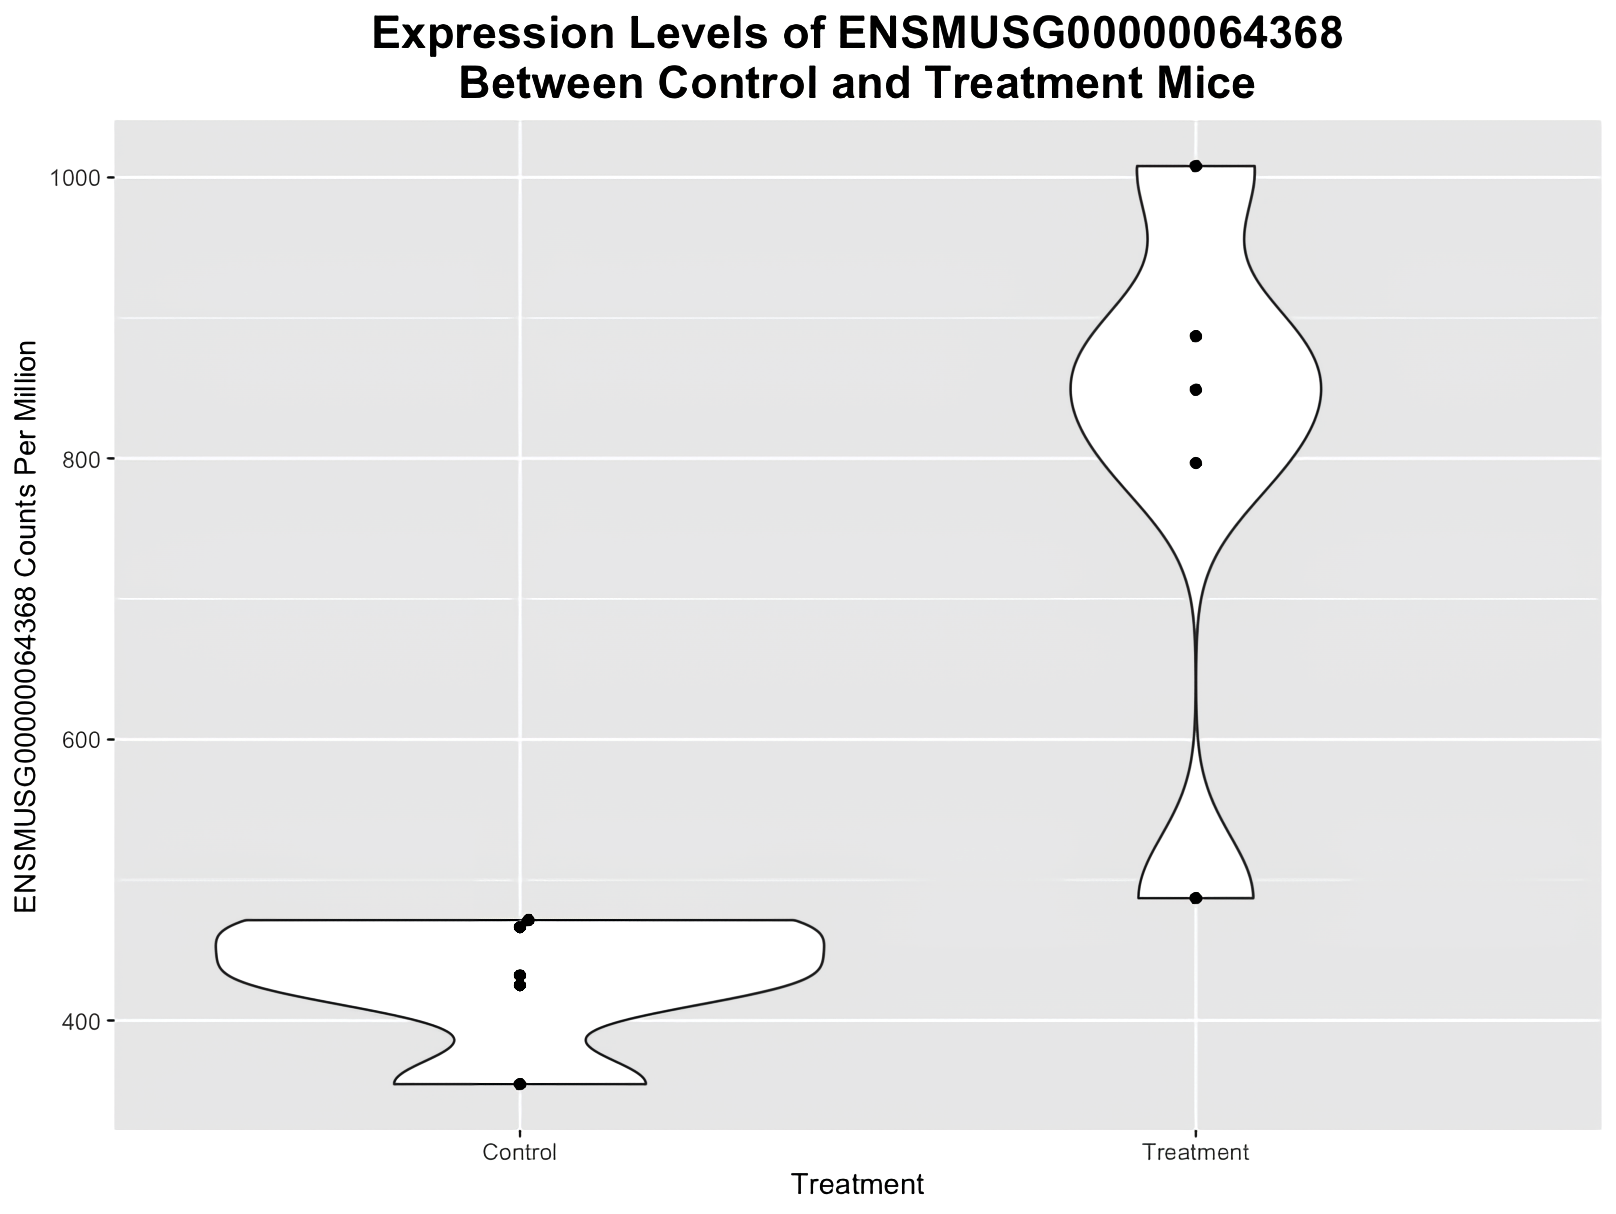 Expression Levels of ENSMUSG00000064368
Between Control and Treatment Mice
ENSMUSG00000064368 Counts Per Million
1000
800
600
400
Control
Treatment
Treatment